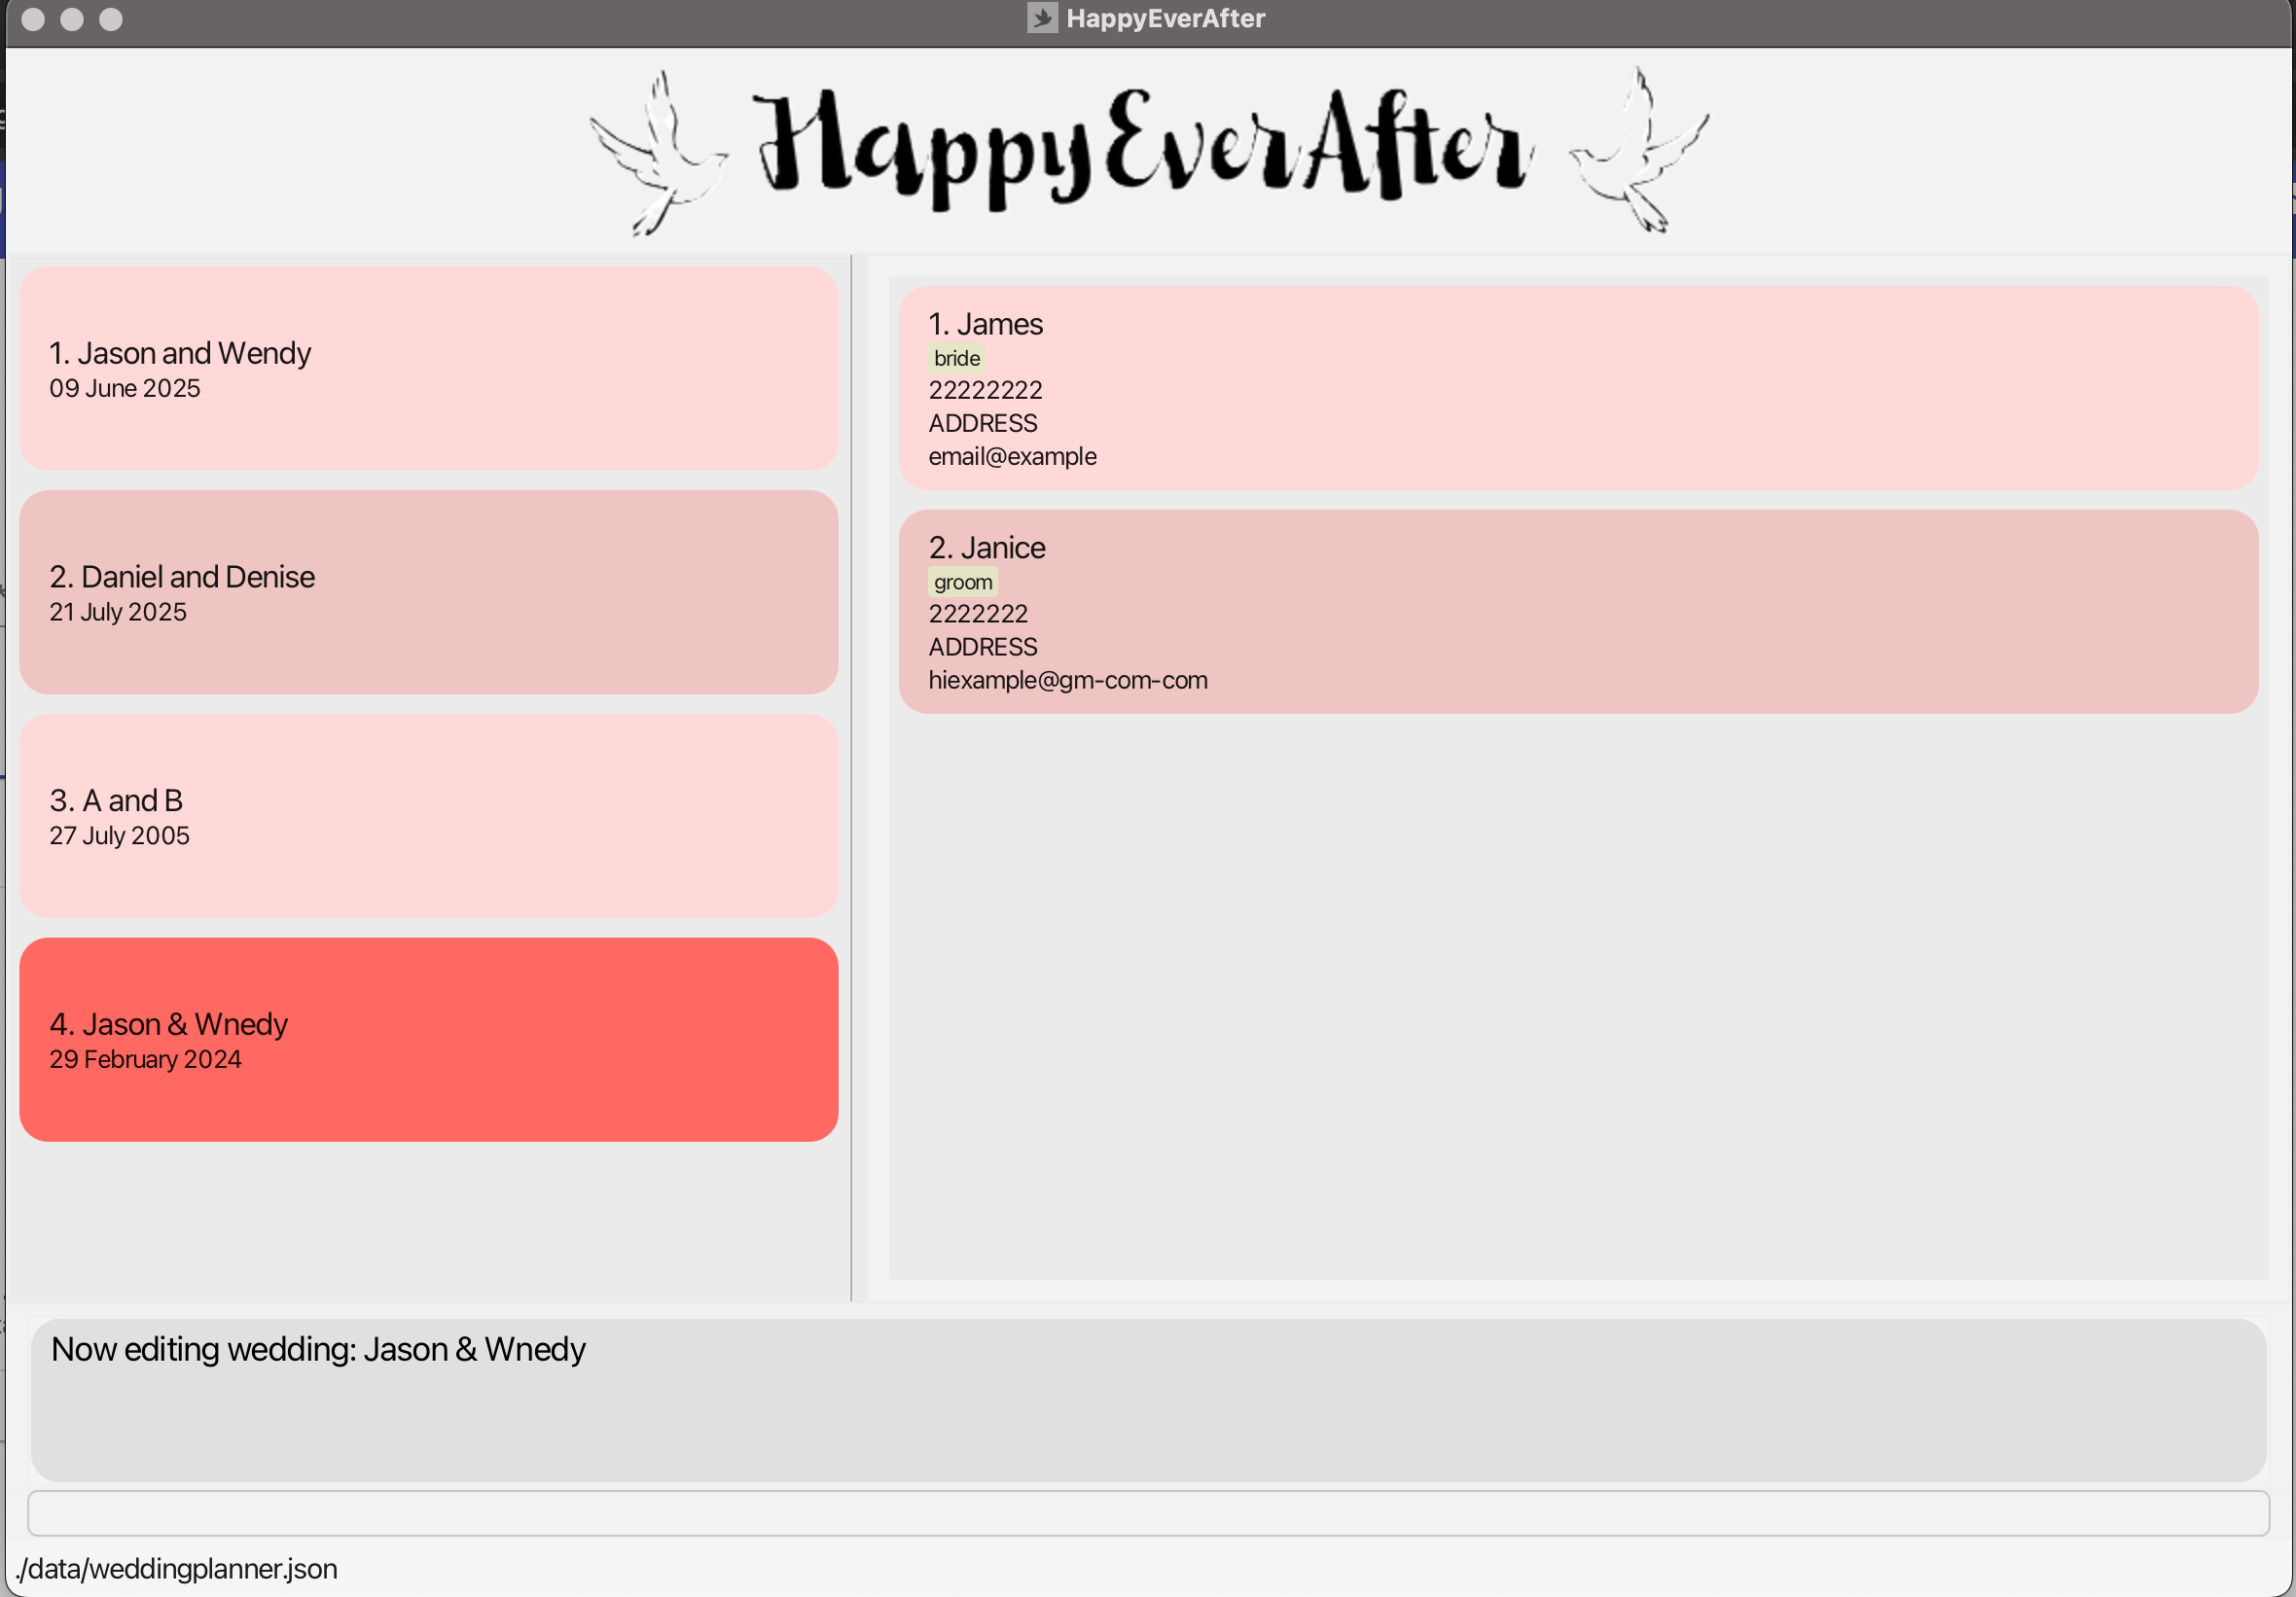 HappyEverAfter
HappyEverAfter
1. Jason and Wendy
09 June 2025
2. Daniel and Denise
21 July 2025
3. A and B
27 July 2005
4. Jason & Wnedy
29 February 2024
1. James
bride
22222222
ADDRESS
email@example
2. Janice
groom
2222222
ADDRESS
hiexample@gm-com-com
Now editing wedding: Jason & Wnedy
./data/weddingplanner.json